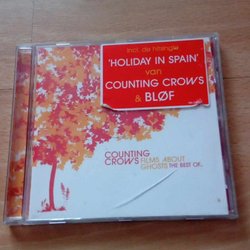 incl. de hitsingle
'HOLIDAY IN SPAIN'
van
COUNTING CROWS
& BLØF
COUNTING
CROWS FILMS ABOUT
GHOSTS THE BEST OF...